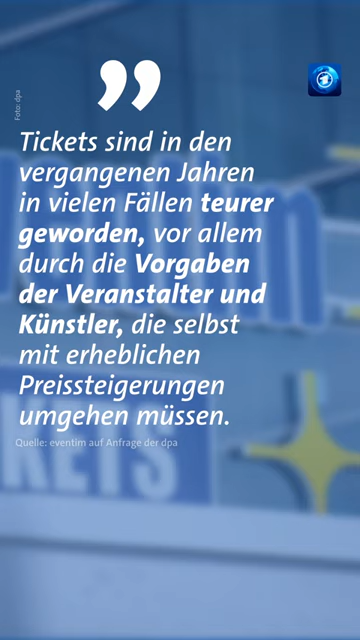 ”
Foto: dpa
Tickets sind in den
vergangenen Jahren
in vielen Fällen teurer
geworden, vor allem
durch die Vorgaben
der Veranstalter und
Künstler, die selbst
mit erheblichen
Preissteigerungen
umgehen müssen.
Quelle: eventim auf Anfrage der dpa
KETS